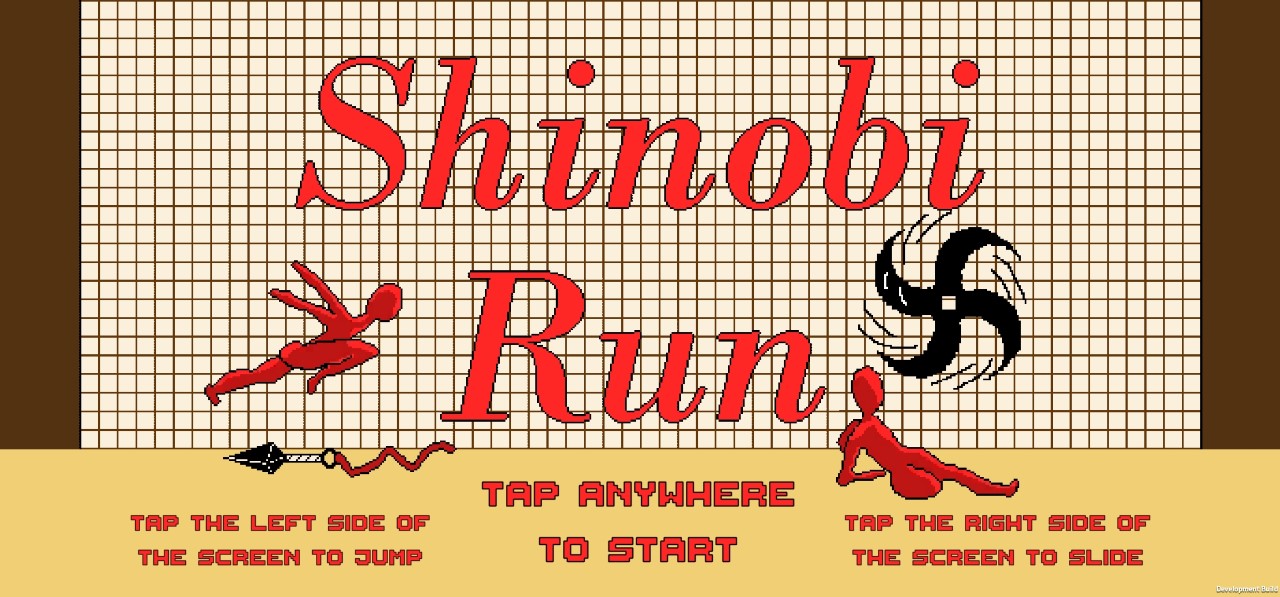 Shinobi
Run
TAP ANYWHERE
TO START
TAP THE LEFT SIDE OF
THE SCREEN TO JUMP
TAP THE RIGHT SIDE OF
THE SCREEN TO SLIDE
Development Build